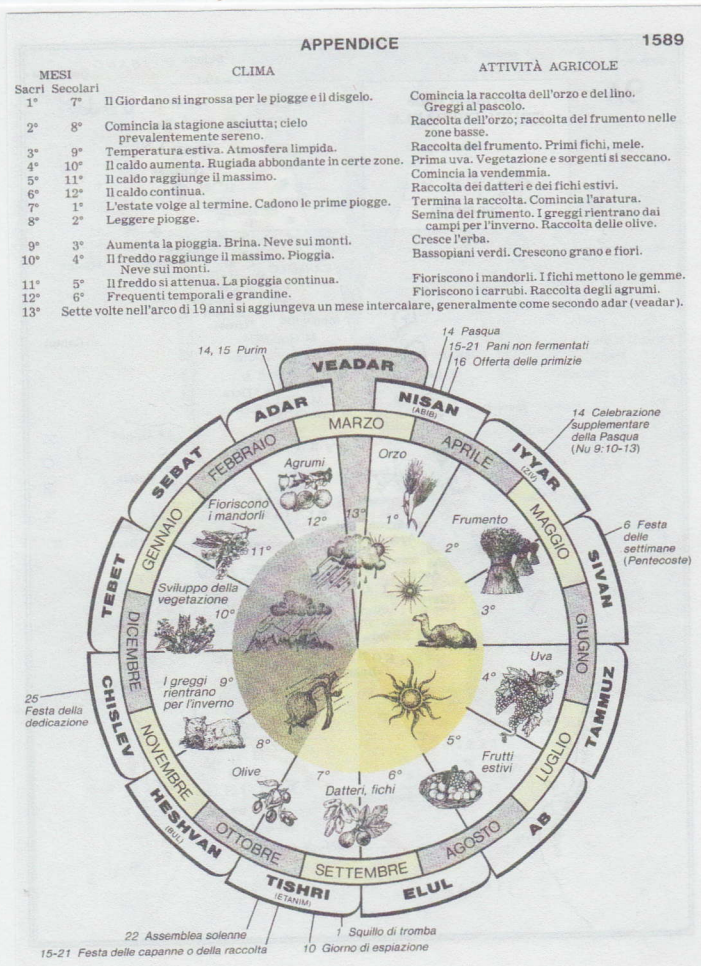 APPENDICE 1589
MESI CLIMA ATTIVITÀ AGRICOLE
Sacri Secolari
1° 7° Il Giordano si ingrossa per le piogge e il disgelo. Comincia la raccolta dell'orzo e del lino.
Greggi al pascolo.
2° 8° Comincia la stagione asciutta; cielo Raccolta dell'orzo; raccolta del frumento nelle
prevalentemente sereno. zone basse.
3° 9° Temperatura estiva. Atmosfera limpida. Raccolta del frumento. Primi fichi, mele.
4° 10° Il caldo aumenta. Rugiada abbondante in certe zone. Prima uva. Vegetazione e sorgenti si seccano.
5° 11° Il caldo raggiunge il massimo. Comincia la vendemmia.
6° 12° Il caldo continua. Raccolta dei datteri e dei fichi estivi.
7° 1° L'estate volge al termine. Cadono le prime piogge. Termina la raccolta. Comincia l'aratura.
8° 2° Leggere piogge. Semina del frumento. I greggi rientrano dai
campi per l'inverno. Raccolta delle olive.
9° 3° Aumenta la pioggia. Brina. Neve sui monti. Cresce l'erba.
10° 4° Il freddo raggiunge il massimo. Pioggia. Bassopiani verdi. Crescono grano e fiori.
Neve sui monti.
11° 5° Il freddo si attenua. La pioggia continua. Fioriscono i mandorli. I fichi mettono le gemme.
12° 6° Frequenti temporali e grandine. Fioriscono i carrubi. Raccolta degli agrumi.
13° Sette volte nell'arco di 19 anni si aggiungeva un mese intercalare, generalmente come secondo adar (veadar).
14 Pasqua
15-21 Pani non fermentati
16 Offerta delle primizie
14, 15 Purim
VEADAR
ADAR
NISAN
(ABIB)
14 Celebrazione
supplementare
della Pasqua
(Nu 9:10-13)
MARZO
FEBBRAIO
APRILE
IYYAR
(ZIV)
SEBAT
Agrumi
Orzo
GENNAIO
Fioriscono
i mandorli
12°
13°
1°
Frumento
MAGGIO
6 Festa
delle
settimane
(Pentecoste)
SIVAN
11°
2°
TEBET
Sviluppo della
vegetazione
10°
3°
DICEMBRE
GIUGNO
25
Festa della
dedicazione
CHISLEV
I greggi 9°
rientrano
per l'inverno
Uva
4°
TAMMUZ
NOVEMBRE
LUGLIO
8°
5°
Frutti
estivi
Olive
7°
6°
Datteri, fichi
HESHVAN
(BUL)
AB
OTTOBRE
AGOSTO
SETTEMBRE
TISHRI
(ETANIM)
ELUL
1 Squillo di tromba
22 Assemblea solenne
10 Giorno di espiazione
15-21 Festa delle capanne o della raccolta